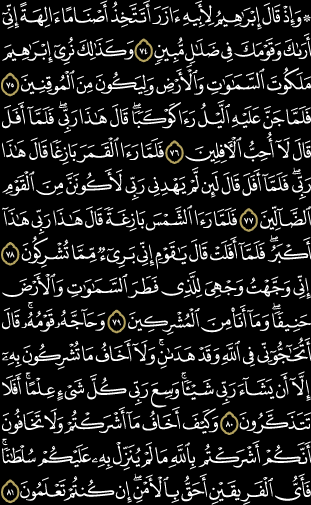 ۞ وَإِذْ قَالَ إِبْرَٰهِيمُ لِأَبِيهِ ءَازَرَ أَتَتَّخِذُ أَصْنَامًا ءَالِهَةً إِنِّىٓ
أَرَىٰكَ وَقَوْمَكَ فِى ضَلَٰلٍ مُّبِينٍ ٧٤ وَكَذَٰلِكَ نُرِىٓ إِبْرَٰهِيمَ
مَلَكُوتَ ٱلسَّمَٰوَٰتِ وَٱلْأَرْضِ وَلِيَكُونَ مِنَ ٱلْمُوقِنِينَ ٧٥
فَلَمَّا جَنَّ عَلَيْهِ ٱلَّيْلُ رَءَا كَوْكَبًا ۖ قَالَ هَٰذَا رَبِّى ۖ فَلَمَّآ أَفَلَ
قَالَ لَآ أُحِبُّ ٱلْءَافِلِينَ ٧٦ فَلَمَّا رَءَا ٱلْقَمَرَ بَازِغًا قَالَ هَٰذَا
رَبِّى ۖ فَلَمَّآ أَفَلَ قَالَ لَئِن لَّمْ يَهْدِنِى رَبِّى لَأَكُونَنَّ مِنَ ٱلْقَوْمِ
ٱلضَّآلِّينَ ٧٧ فَلَمَّا رَءَا ٱلشَّمْسَ بَازِغَةً قَالَ هَٰذَا رَبِّى هَٰذَآ
أَكْبَرُ ۖ فَلَمَّآ أَفَلَتْ قَالَ يَٰقَوْمِ إِنِّى بَرِىٓءٌ مِّمَّا تُشْرِكُونَ ٧٨
إِنِّى وَجَّهْتُ وَجْهِىَ لِلَّذِى فَطَرَ ٱلسَّمَٰوَٰتِ وَٱلْأَرْضَ
حَنِيفًا ۖ وَمَآ أَنَا۠ مِنَ ٱلْمُشْرِكِينَ ٧٩ وَحَآجَّهُۥ قَوْمُهُۥ ۚ قَالَ
أَتُحَٰٓجُّوٓنِّى فِى ٱللَّهِ وَقَدْ هَدَىٰنِ ۚ وَلَآ أَخَافُ مَا تُشْرِكُونَ بِهِۦٓ
إِلَّآ أَن يَشَآءَ رَبِّى شَيْـًٔا ۗ وَسِعَ رَبِّى كُلَّ شَىْءٍ عِلْمًا ۗ أَفَلَا
تَتَذَكَّرُونَ ٨٠ وَكَيْفَ أَخَافُ مَآ أَشْرَكْتُمْ وَلَا تَخَافُونَ
أَنَّكُمْ أَشْرَكْتُم بِٱللَّهِ مَا لَمْ يُنَزِّلْ بِهِۦ عَلَيْكُمْ سُلْطَٰنًا ۚ
فَأَىُّ ٱلْفَرِيقَيْنِ أَحَقُّ بِٱلْأَمْنِ ۖ إِن كُنتُمْ تَعْلَمُونَ ٨١